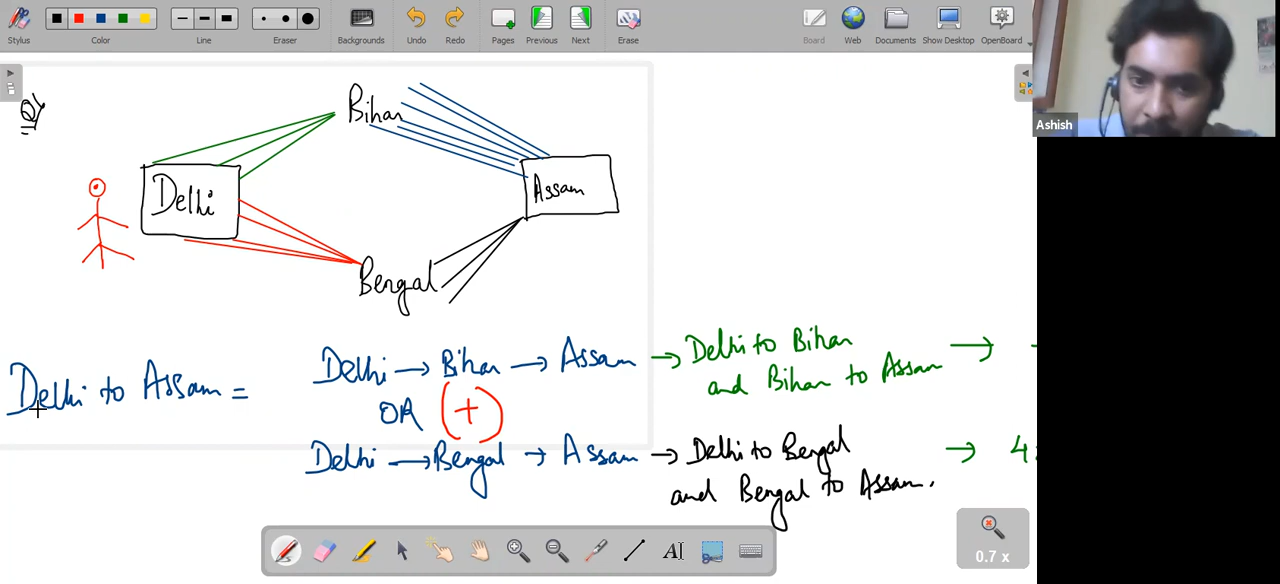 Stylus
Color
Line
Eraser
Backgrounds
Undo
Redo
Pages
Previous
Next
Erase
Board
Web
Documents
Show Desktop
OpenBoard
Ashish
Q
Bihar
Delhi
Assam
Bengal
Delhi to Assam =
Delhi → Bihar → Assam → Delhi to Bihar
and Bihar to Assam →
OR (+)
Delhi → Bengal → Assam → Delhi to Bengal
and Bengal to Assam. → 4
AI
0.7 x